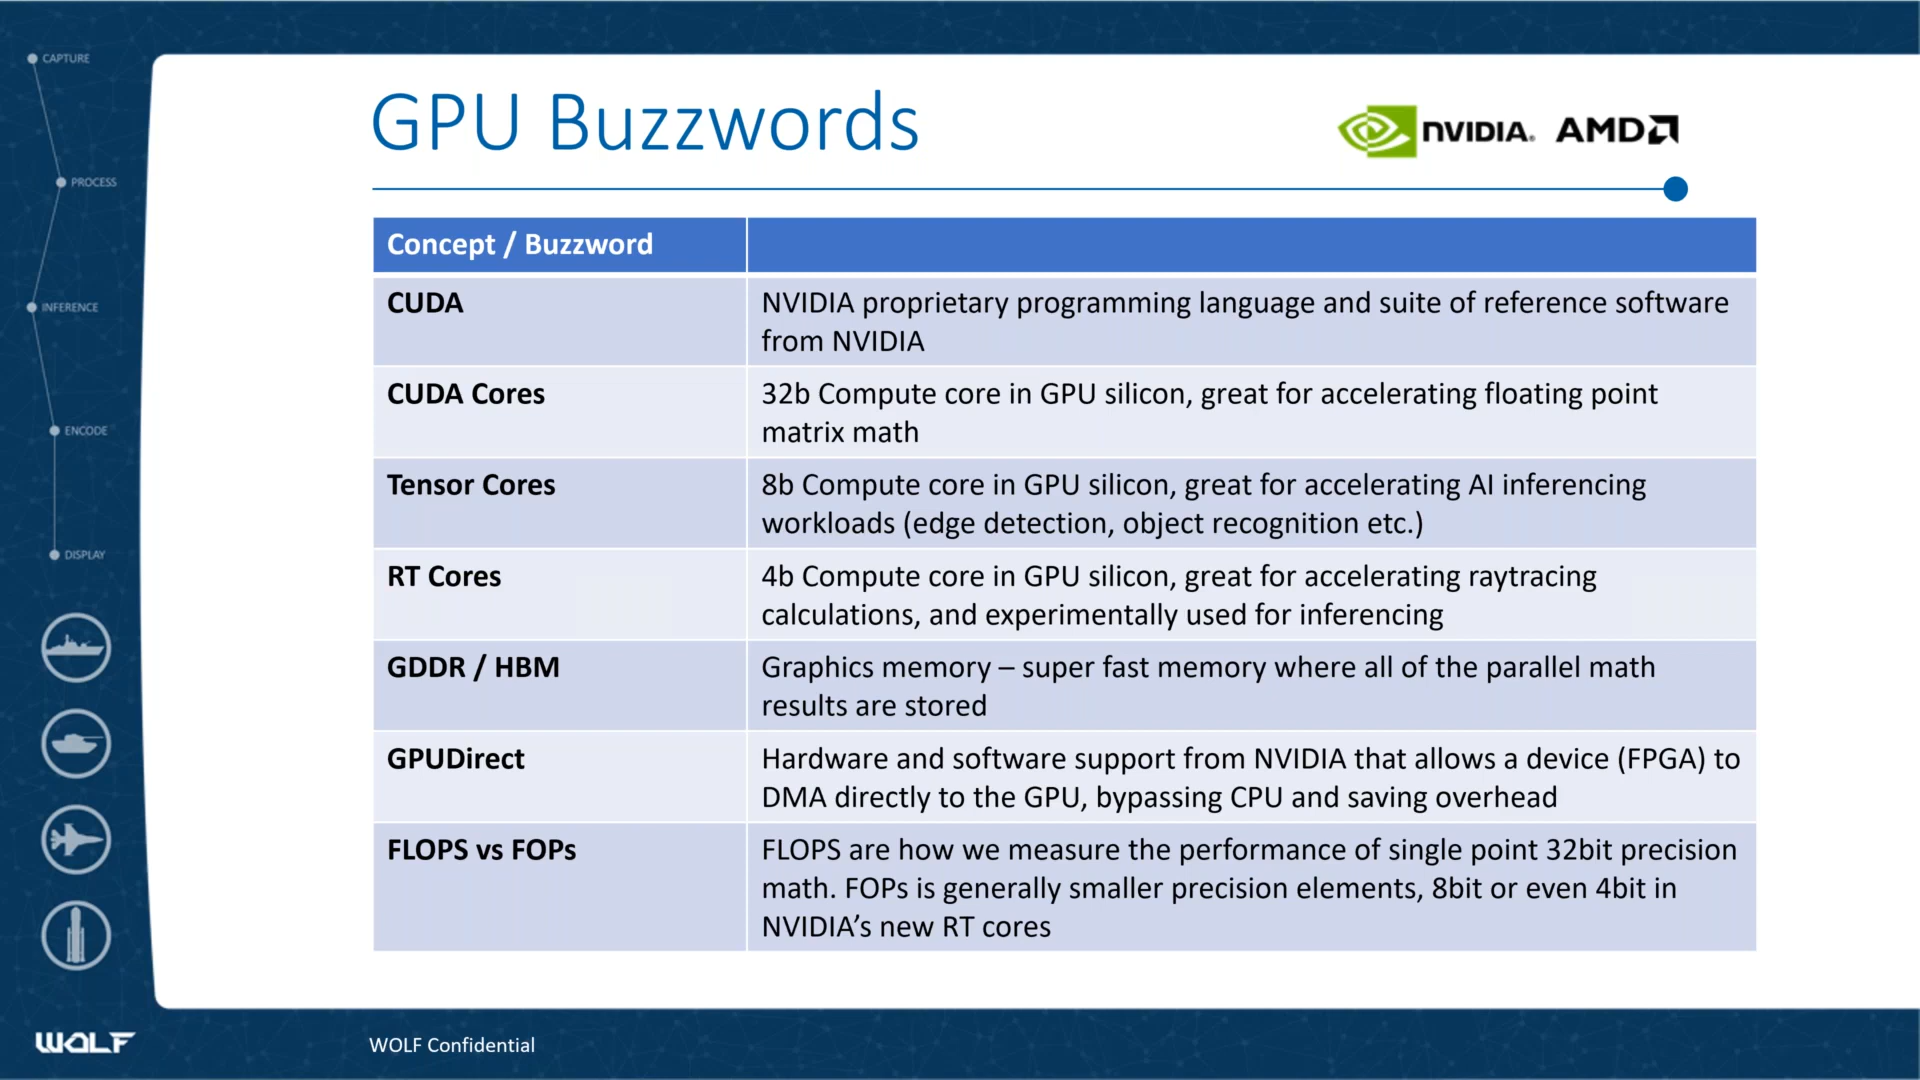 CAPTURE
PROCESS
INFERENCE
ENCODE
DISPLAY
GPU Buzzwords
NVIDIA. AMD
Concept / Buzzword
CUDA
NVIDIA proprietary programming language and suite of reference software
from NVIDIA
CUDA Cores
32b Compute core in GPU silicon, great for accelerating floating point
matrix math
Tensor Cores
8b Compute core in GPU silicon, great for accelerating AI inferencing
workloads (edge detection, object recognition etc.)
RT Cores
4b Compute core in GPU silicon, great for accelerating raytracing
calculations, and experimentally used for inferencing
GDDR / HBM
Graphics memory – super fast memory where all of the parallel math
results are stored
GPUDirect
Hardware and software support from NVIDIA that allows a device (FPGA) to
DMA directly to the GPU, bypassing CPU and saving overhead
FLOPS vs FOPs
FLOPS are how we measure the performance of single point 32bit precision
math. FOPs is generally smaller precision elements, 8bit or even 4bit in
NVIDIA’s new RT cores
WOLF
WOLF Confidential